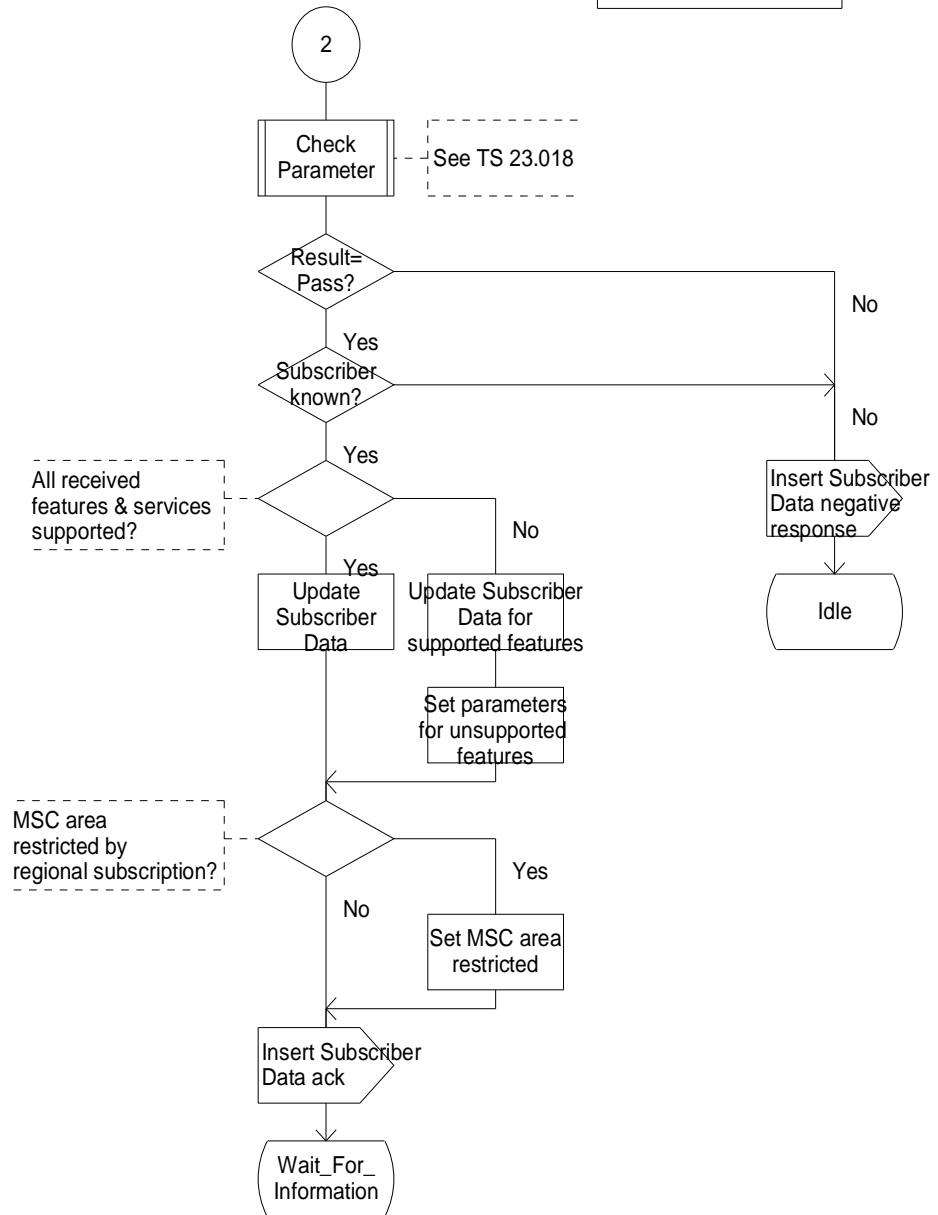 2
Check
Parameter
See TS 23.018
Result=
Pass?
No
Yes
Subscriber
known?
No
Yes
All received
features & services
supported?
No
Insert Subscriber
Data negative
response
Yes
Update
Subscriber
Data
Update Subscriber
Data for
supported features
Idle
Set parameters
for unsupported
features
MSC area
restricted by
regional subscription?
Yes
No
Set MSC area
restricted
Insert Subscriber
Data ack
Wait_For_
Information